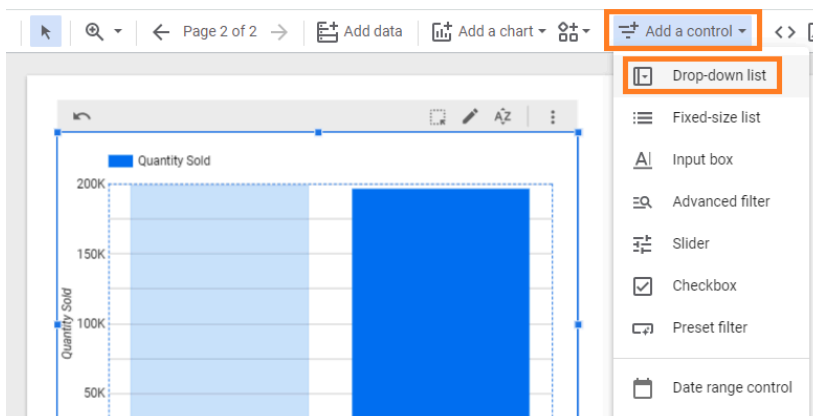 Page 2 of 2 Add data Add a chart Add a control
Drop-down list
Fixed-size list
Input box
Advanced filter
Slider
Checkbox
Preset filter
Date range control
Quantity Sold
200K
150K
100K
50K
Quantity Sold